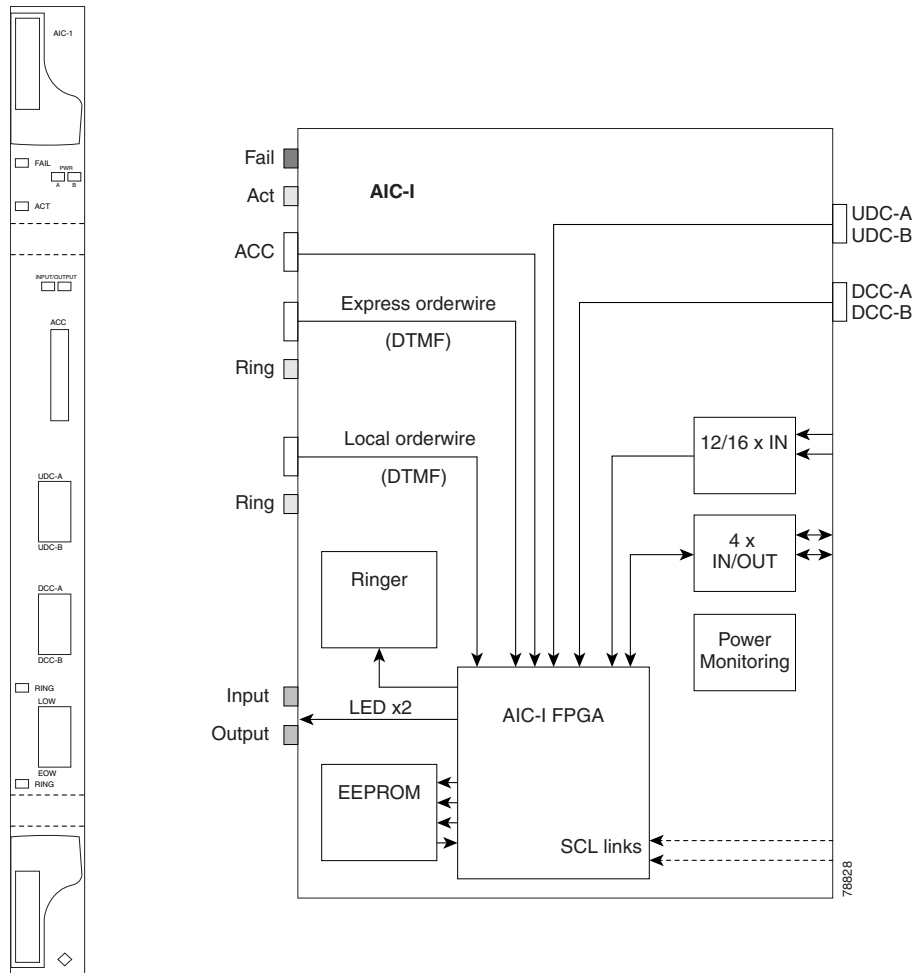 AIC-1
FAIL
PWR
A B
ACT
INPUT/OUTPUT
ACC
UDC-A
UDC-B
DCC-A
DCC-B
RING
LOW
EOW
RING
Fail
Act
AIC-I
ACC
UDC-A
UDC-B
DCC-A
DCC-B
Express orderwire
(DTMF)
Ring
Local orderwire
(DTMF)
Ring
12/16 x IN
4 x
IN/OUT
Ringer
Power
Monitoring
Input
LED x2
AIC-I FPGA
Output
EEPROM
SCL links
78828